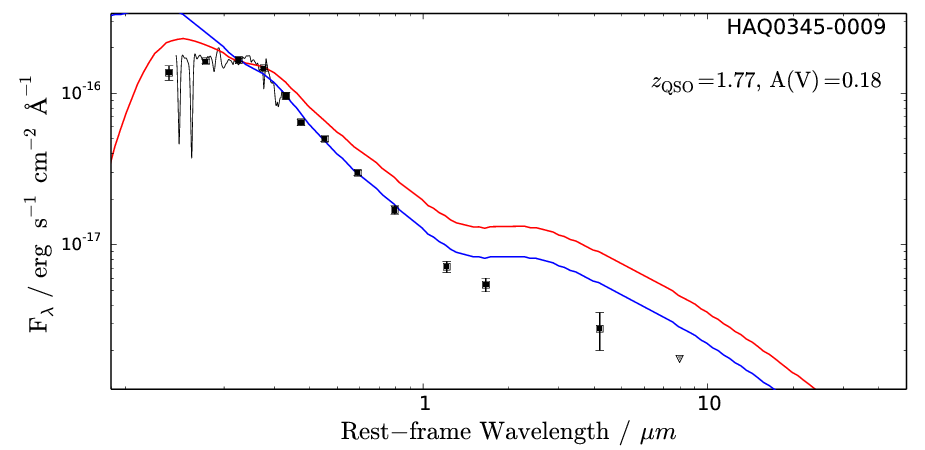 HAQ0345-0009
z_QSO = 1.77, A(V) = 0.18
10^-16
10^-17
F_λ / erg s^−1 cm^−2 Å^−1
1
10
Rest−frame Wavelength / μm